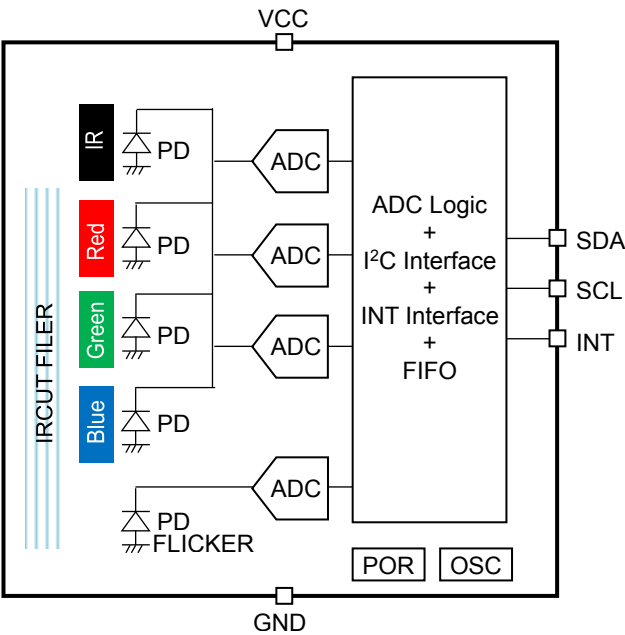 VCC
IR
PD
ADC
Red
PD
ADC
Green
PD
ADC
Blue
PD
IRCUT FILER
ADC
PD
FLICKER
ADC Logic
+
I²C Interface
+
INT Interface
+
FIFO
SDA
SCL
INT
POR
OSC
GND